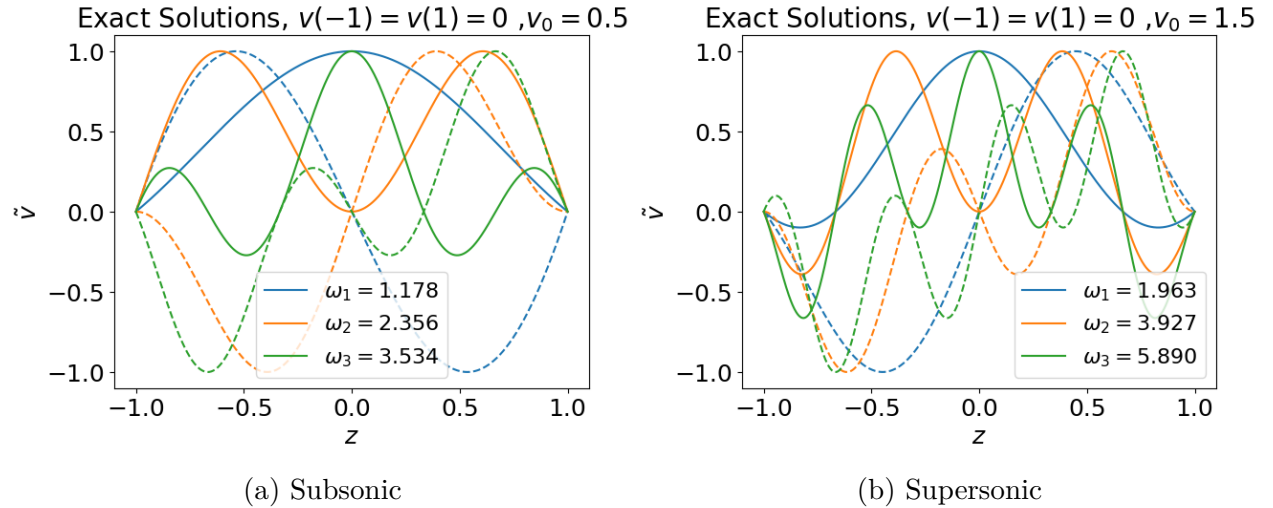 Exact Solutions, v(−1) = v(1) = 0 ,v₀ = 0.5
1.0
0.5
0.0
−0.5
−1.0
ṽ
ω₁ = 1.178
ω₂ = 2.356
ω₃ = 3.534
−1.0 −0.5 0.0 0.5 1.0
z
(a) Subsonic
Exact Solutions, v(−1) = v(1) = 0 ,v₀ = 1.5
1.0
0.5
0.0
−0.5
−1.0
ṽ
ω₁ = 1.963
ω₂ = 3.927
ω₃ = 5.890
−1.0 −0.5 0.0 0.5 1.0
z
(b) Supersonic